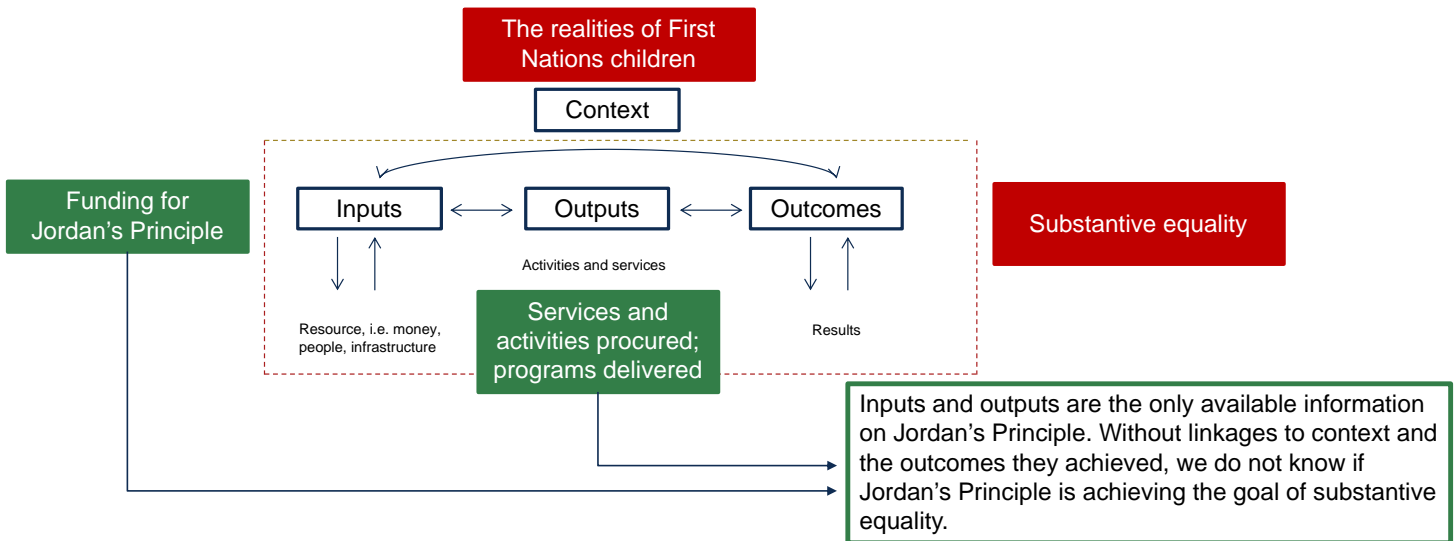 The realities of First
Nations children
Context
Funding for
Jordan’s Principle
Inputs
Outputs
Outcomes
Substantive equality
Activities and services
Resource, i.e. money,
people, infrastructure
Services and
activities procured;
programs delivered
Results
Inputs and outputs are the only available information
on Jordan’s Principle. Without linkages to context and
the outcomes they achieved, we do not know if
Jordan’s Principle is achieving the goal of substantive
equality.